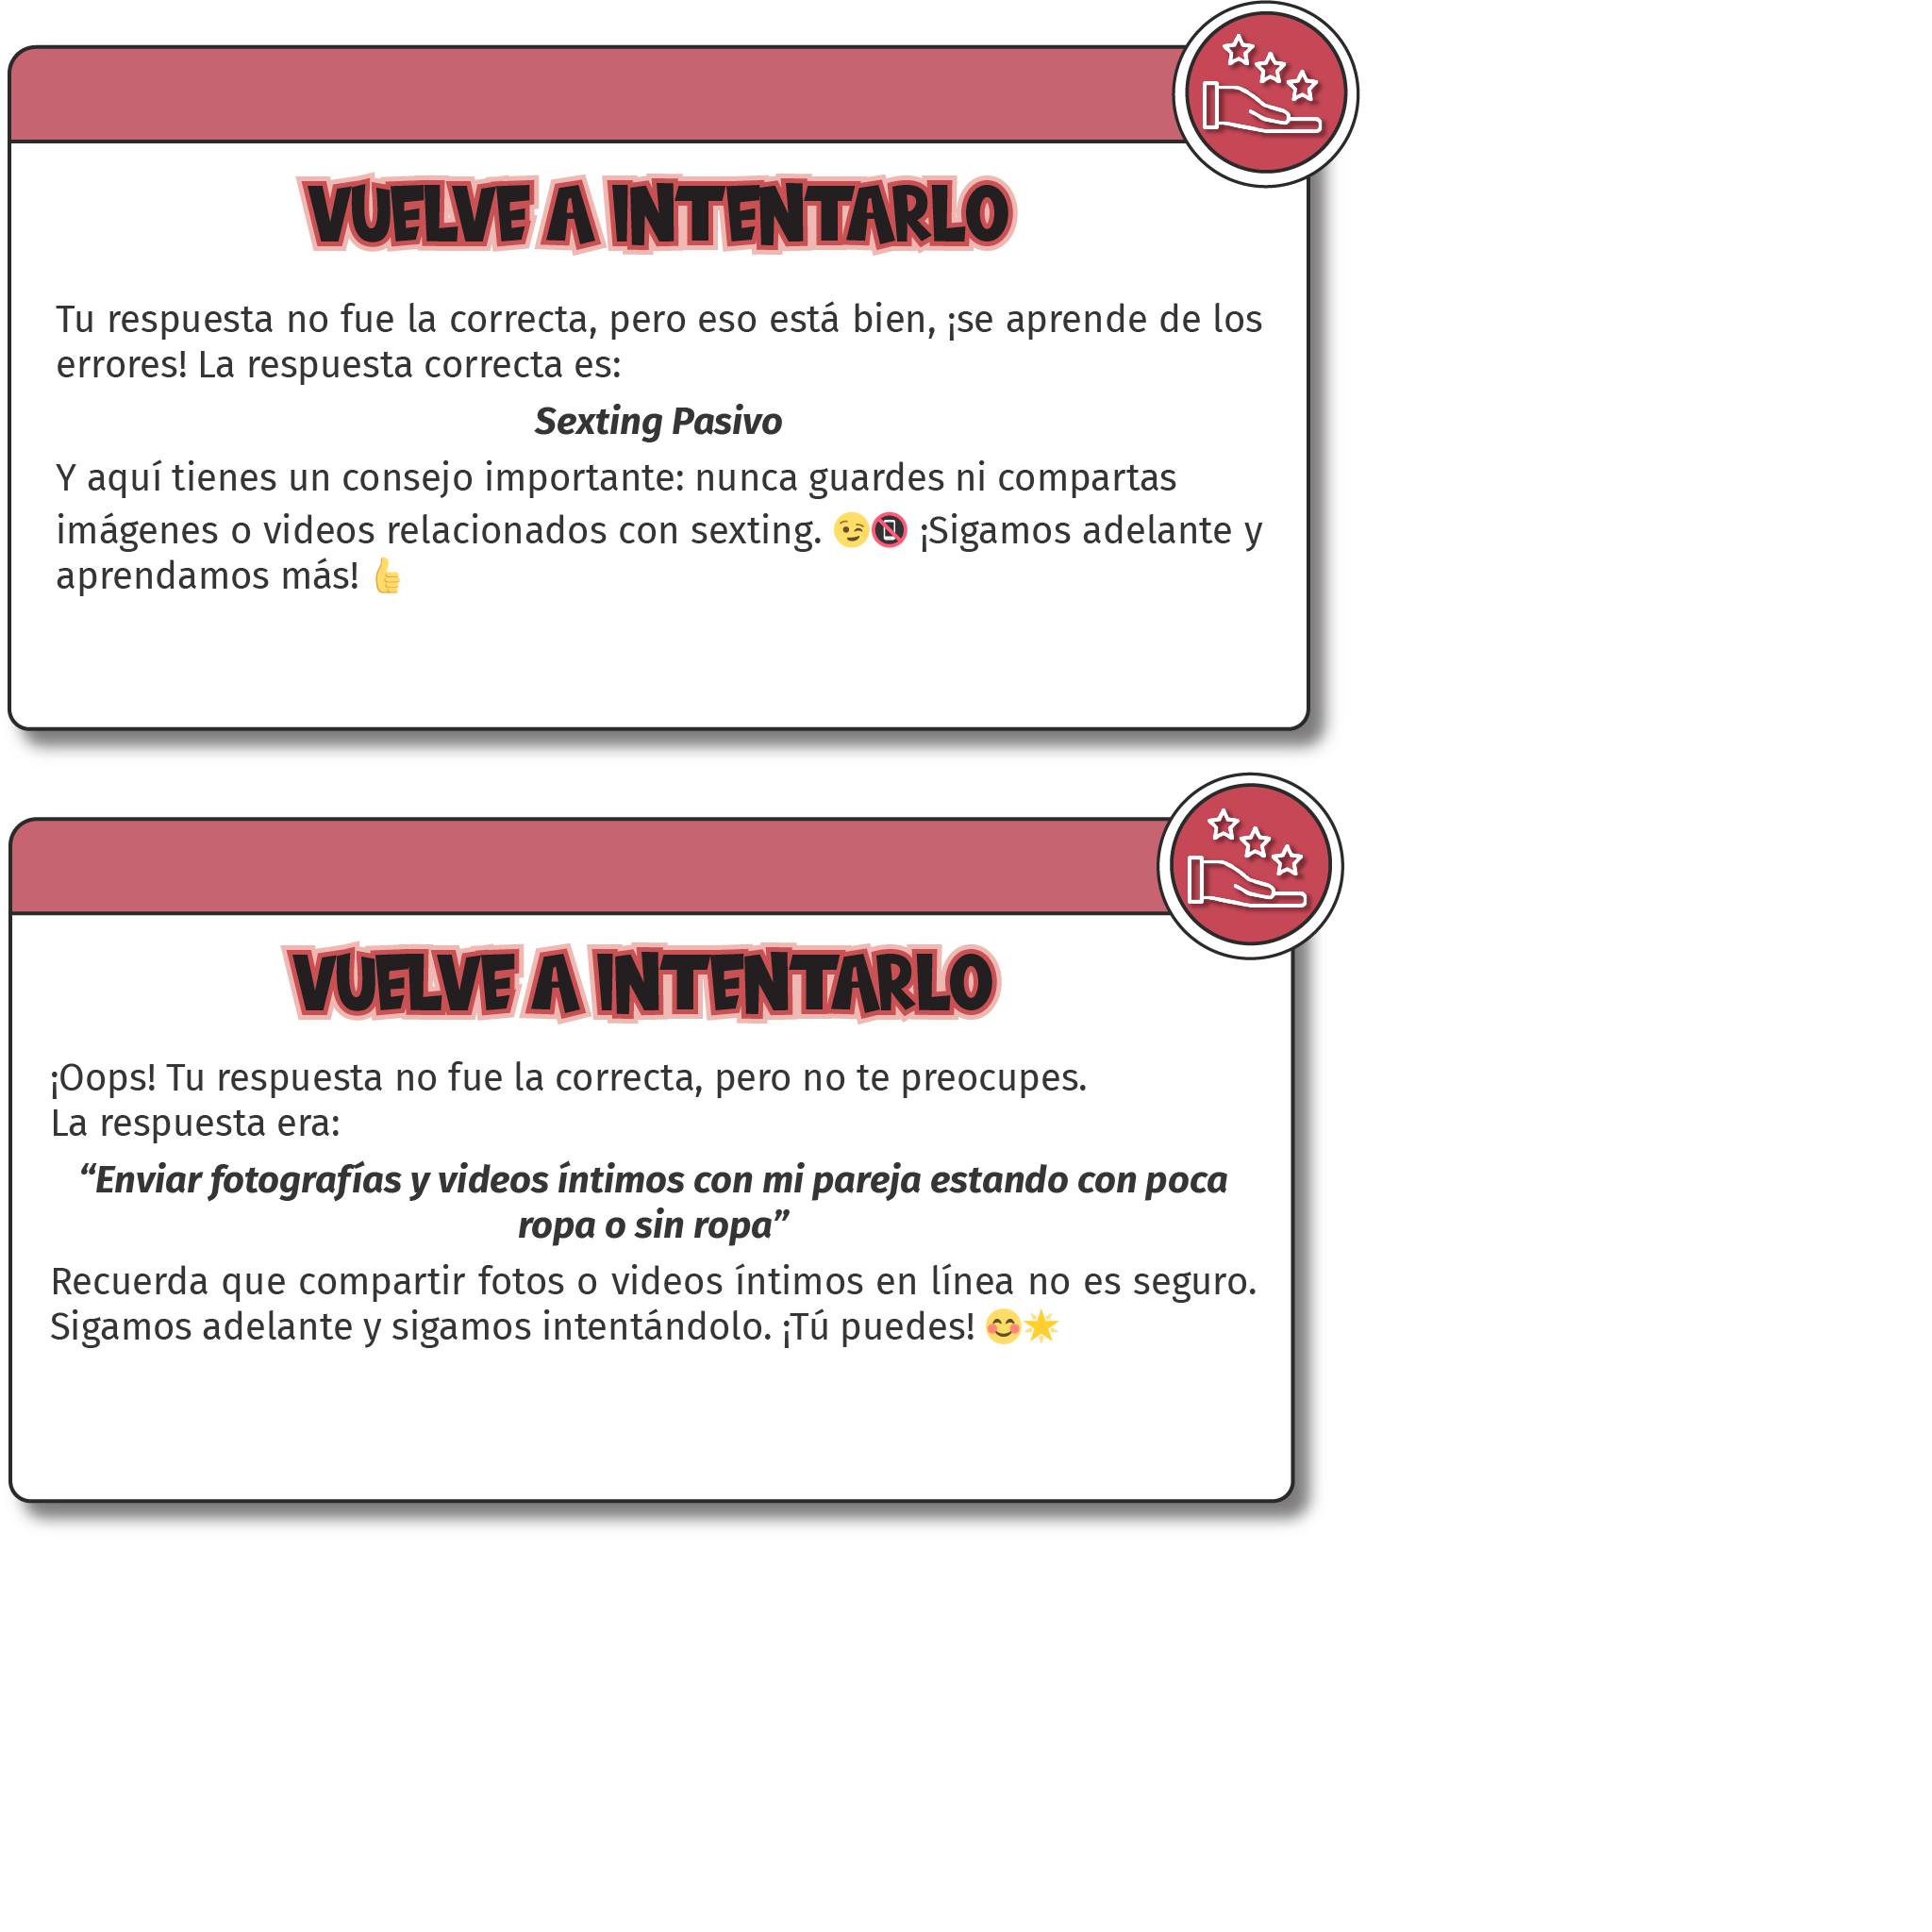 VUELVE A INTENTARLO
Tu respuesta no fue la correcta, pero eso está bien, ¡se aprende de los
errores! La respuesta correcta es:
Sexting Pasivo
Y aquí tienes un consejo importante: nunca guardes ni compartas
imágenes o videos relacionados con sexting. 😉📵 ¡Sigamos adelante y
aprendamos más! 👍
VUELVE A INTENTARLO
¡Oops! Tu respuesta no fue la correcta, pero no te preocupes.
La respuesta era:
“Enviar fotografías y videos íntimos con mi pareja estando con poca
ropa o sin ropa”
Recuerda que compartir fotos o videos íntimos en línea no es seguro.
Sigamos adelante y sigamos intentándolo. ¡Tú puedes! 😊🌟